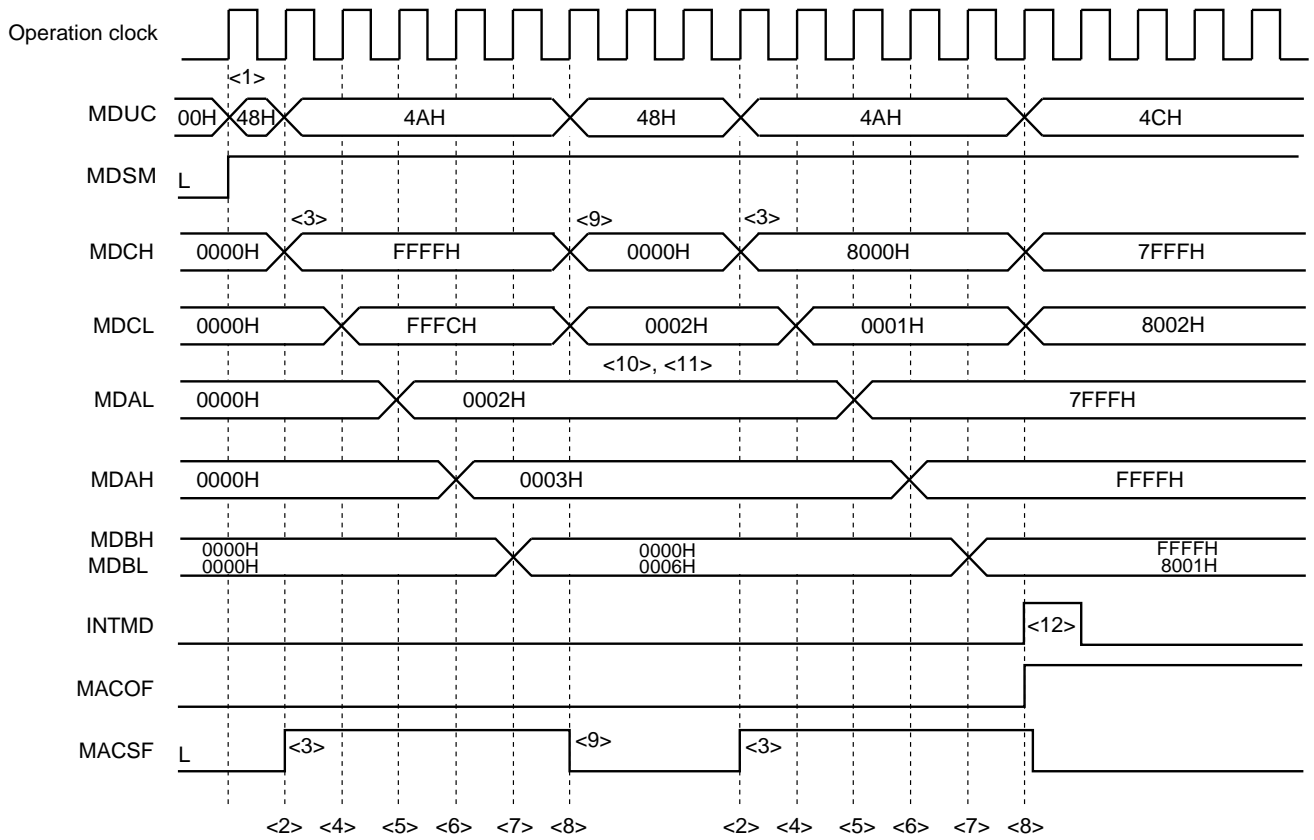 Operation clock
<1>
MDUC 00H 48H 4AH 48H 4AH 4CH
MDSM L
<3> <9> <3>
MDCH 0000H FFFFH 0000H 8000H 7FFFH
MDCL 0000H FFFCH 0002H 0001H 8002H
<10>, <11>
MDAL 0000H 0002H 7FFFH
MDAH 0000H 0003H FFFFH
MDBH 0000H 0000H FFFFH
MDBL 0000H 0006H 8001H
INTMD <12>
MACOF
MACSF L <3> <9> <3>
<2> <4> <5> <6> <7> <8> <2> <4> <5> <6> <7> <8>